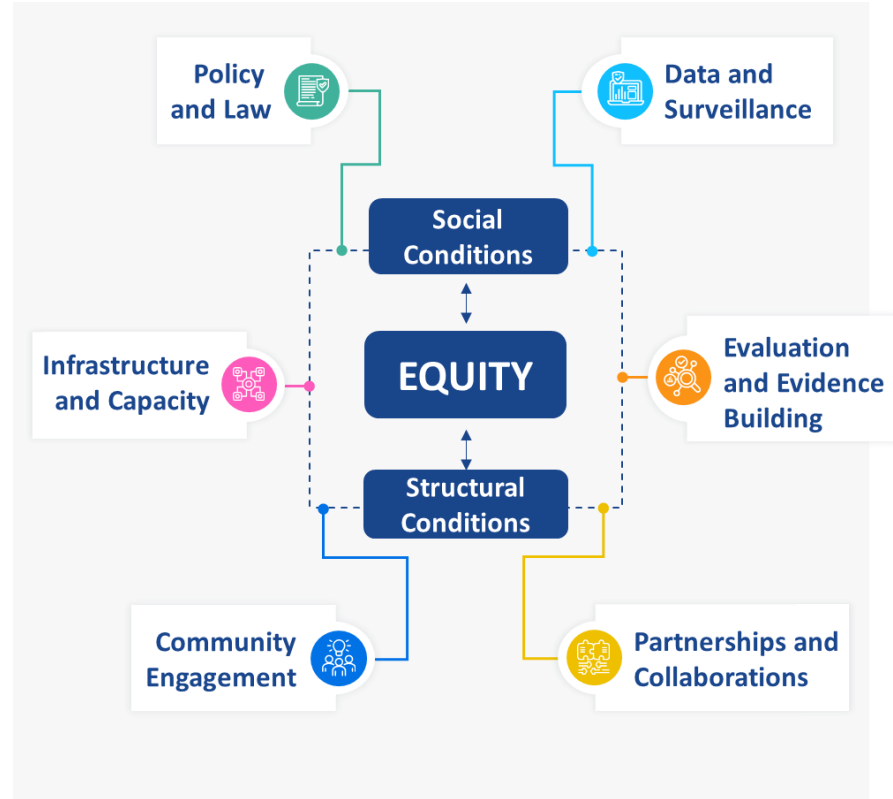 Policy
and Law
Data and
Surveillance
Social
Conditions
Infrastructure
and Capacity
EQUITY
Evaluation
and Evidence
Building
Structural
Conditions
Community
Engagement
Partnerships and
Collaborations